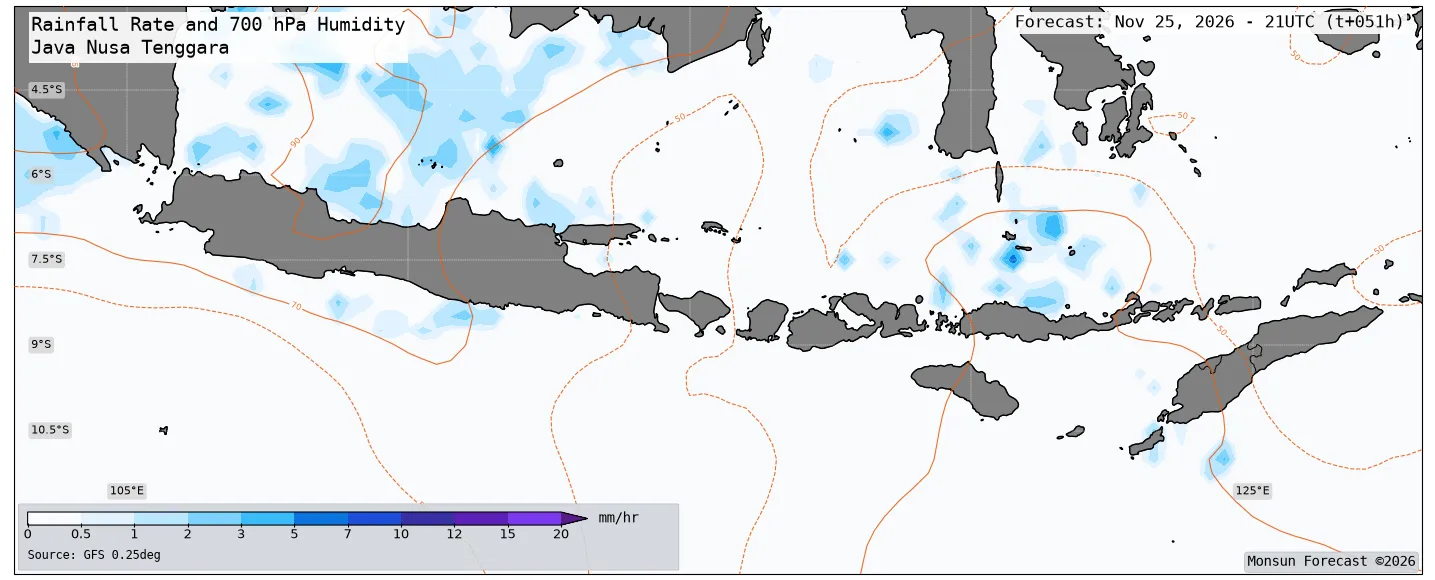 Rainfall Rate and 700 hPa Humidity
Java Nusa Tenggara
Forecast: Nov 25, 2026 - 21UTC (t+051h)
50
4.5°S
50
50
90
6°S
50
7.5°S
70
50
9°S
10.5°S
105°E
125°E
0 0.5 1 2 3 5 7 10 12 15 20 mm/hr
Source: GFS 0.25deg
Monsun Forecast ©2026